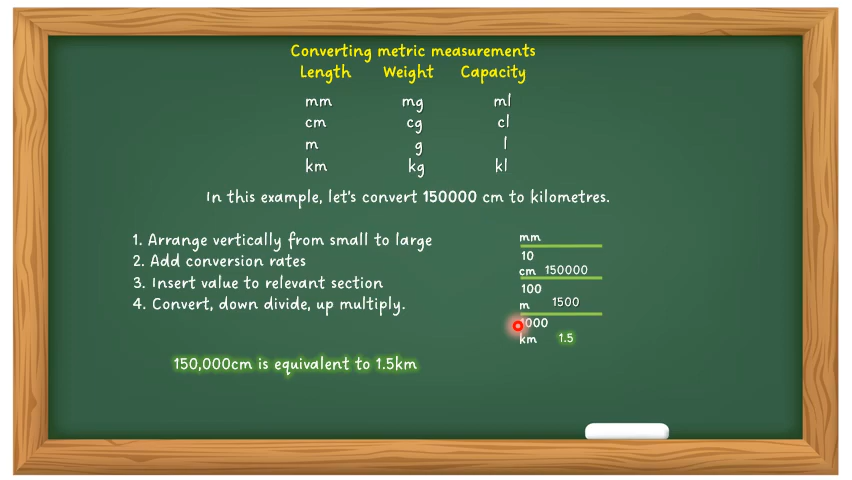 Converting metric measurements
Length Weight Capacity
mm mg ml
cm cg cl
m g l
km kg kl
In this example, let's convert 150000 cm to kilometres.
1. Arrange vertically from small to large
2. Add conversion rates
3. Insert value to relevant section
4. Convert, down divide, up multiply.
mm
10
cm 150000
100
m 1500
1000
km 1.5
150,000cm is equivalent to 1.5km